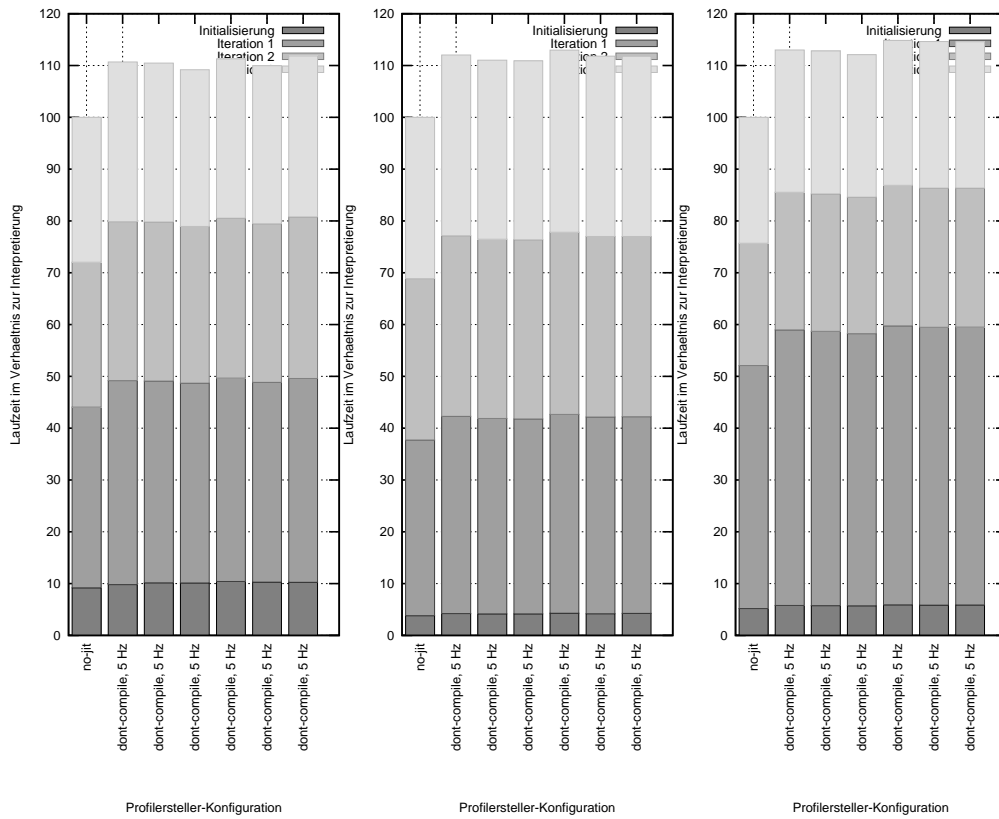 120
110
100
90
80
70
60
50
40
30
20
10
0
Laufzeit im Verhaeltnis zur Interpretierung
Initialisierung
Iteration 1
Iteration 2
no-jit
dont-compile, 5 Hz
dont-compile, 5 Hz
dont-compile, 5 Hz
dont-compile, 5 Hz
dont-compile, 5 Hz
dont-compile, 5 Hz
Profilersteller-Konfiguration
120
110
100
90
80
70
60
50
40
30
20
10
0
Laufzeit im Verhaeltnis zur Interpretierung
Initialisierung
Iteration 1
no-jit
dont-compile, 5 Hz
dont-compile, 5 Hz
dont-compile, 5 Hz
dont-compile, 5 Hz
dont-compile, 5 Hz
dont-compile, 5 Hz
Profilersteller-Konfiguration
120
110
100
90
80
70
60
50
40
30
20
10
0
Laufzeit im Verhaeltnis zur Interpretierung
Initialisierung
no-jit
dont-compile, 5 Hz
dont-compile, 5 Hz
dont-compile, 5 Hz
dont-compile, 5 Hz
dont-compile, 5 Hz
dont-compile, 5 Hz
Profilersteller-Konfiguration